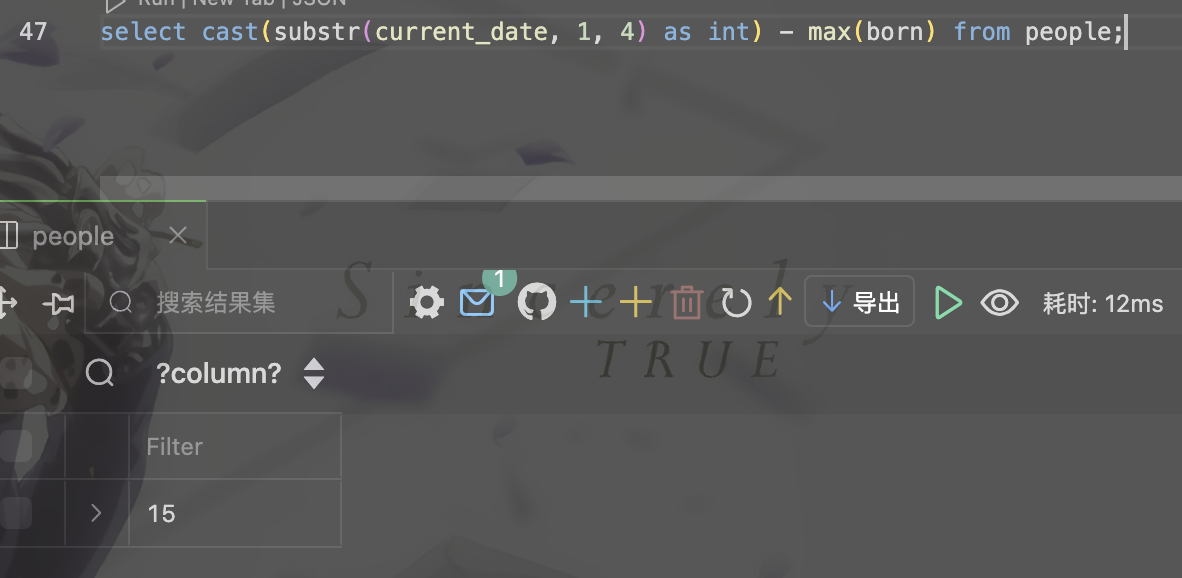 Run | New Tab | JSON
47 select cast(substr(current_date, 1, 4) as int) - max(born) from people;
people
搜索结果集 1 导出 耗时: 12ms
Sincerely
TRUE
?column?
Filter
15